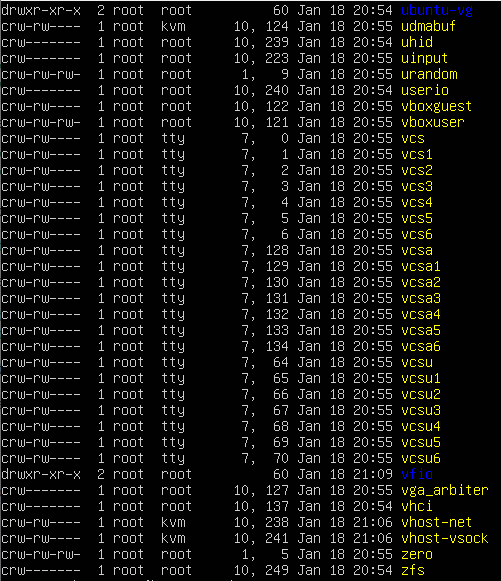 drwxr-xr-x 2 root root 60 Jan 18 20:54 ubuntu-vg
crw-rw---- 1 root kvm 10, 124 Jan 18 20:55 udmabuf
crw------- 1 root root 10, 239 Jan 18 20:54 uhid
crw------- 1 root root 10, 223 Jan 18 20:55 uinput
crw-rw-rw- 1 root root 1, 9 Jan 18 20:55 urandom
crw------- 1 root root 10, 240 Jan 18 20:54 userio
crw-rw---- 1 root root 10, 122 Jan 18 20:55 vboxguest
crw-rw-rw- 1 root root 10, 121 Jan 18 20:55 vboxuser
crw-rw---- 1 root tty 7, 0 Jan 18 20:55 vcs
crw-rw---- 1 root tty 7, 1 Jan 18 20:55 vcs1
crw-rw---- 1 root tty 7, 2 Jan 18 20:55 vcs2
crw-rw---- 1 root tty 7, 3 Jan 18 20:55 vcs3
crw-rw---- 1 root tty 7, 4 Jan 18 20:55 vcs4
crw-rw---- 1 root tty 7, 5 Jan 18 20:55 vcs5
crw-rw---- 1 root tty 7, 6 Jan 18 20:55 vcs6
crw-rw---- 1 root tty 7, 128 Jan 18 20:55 vcsa
crw-rw---- 1 root tty 7, 129 Jan 18 20:55 vcsa1
crw-rw---- 1 root tty 7, 130 Jan 18 20:55 vcsa2
crw-rw---- 1 root tty 7, 131 Jan 18 20:55 vcsa3
crw-rw---- 1 root tty 7, 132 Jan 18 20:55 vcsa4
crw-rw---- 1 root tty 7, 133 Jan 18 20:55 vcsa5
crw-rw---- 1 root tty 7, 134 Jan 18 20:55 vcsa6
crw-rw---- 1 root tty 7, 64 Jan 18 20:55 vcsu
crw-rw---- 1 root tty 7, 65 Jan 18 20:55 vcsu1
crw-rw---- 1 root tty 7, 66 Jan 18 20:55 vcsu2
crw-rw---- 1 root tty 7, 67 Jan 18 20:55 vcsu3
crw-rw---- 1 root tty 7, 68 Jan 18 20:55 vcsu4
crw-rw---- 1 root tty 7, 69 Jan 18 20:55 vcsu5
crw-rw---- 1 root tty 7, 70 Jan 18 20:55 vcsu6
drwxr-xr-x 2 root root 60 Jan 18 21:09 vfio
crw------- 1 root root 10, 127 Jan 18 20:55 vga_arbiter
crw------- 1 root root 10, 137 Jan 18 20:54 vhci
crw-rw---- 1 root kvm 10, 238 Jan 18 21:06 vhost-net
crw-rw---- 1 root kvm 10, 241 Jan 18 21:06 vhost-vsock
crw-rw-rw- 1 root root 1, 5 Jan 18 20:55 zero
crw------- 1 root root 10, 249 Jan 18 20:54 zfs